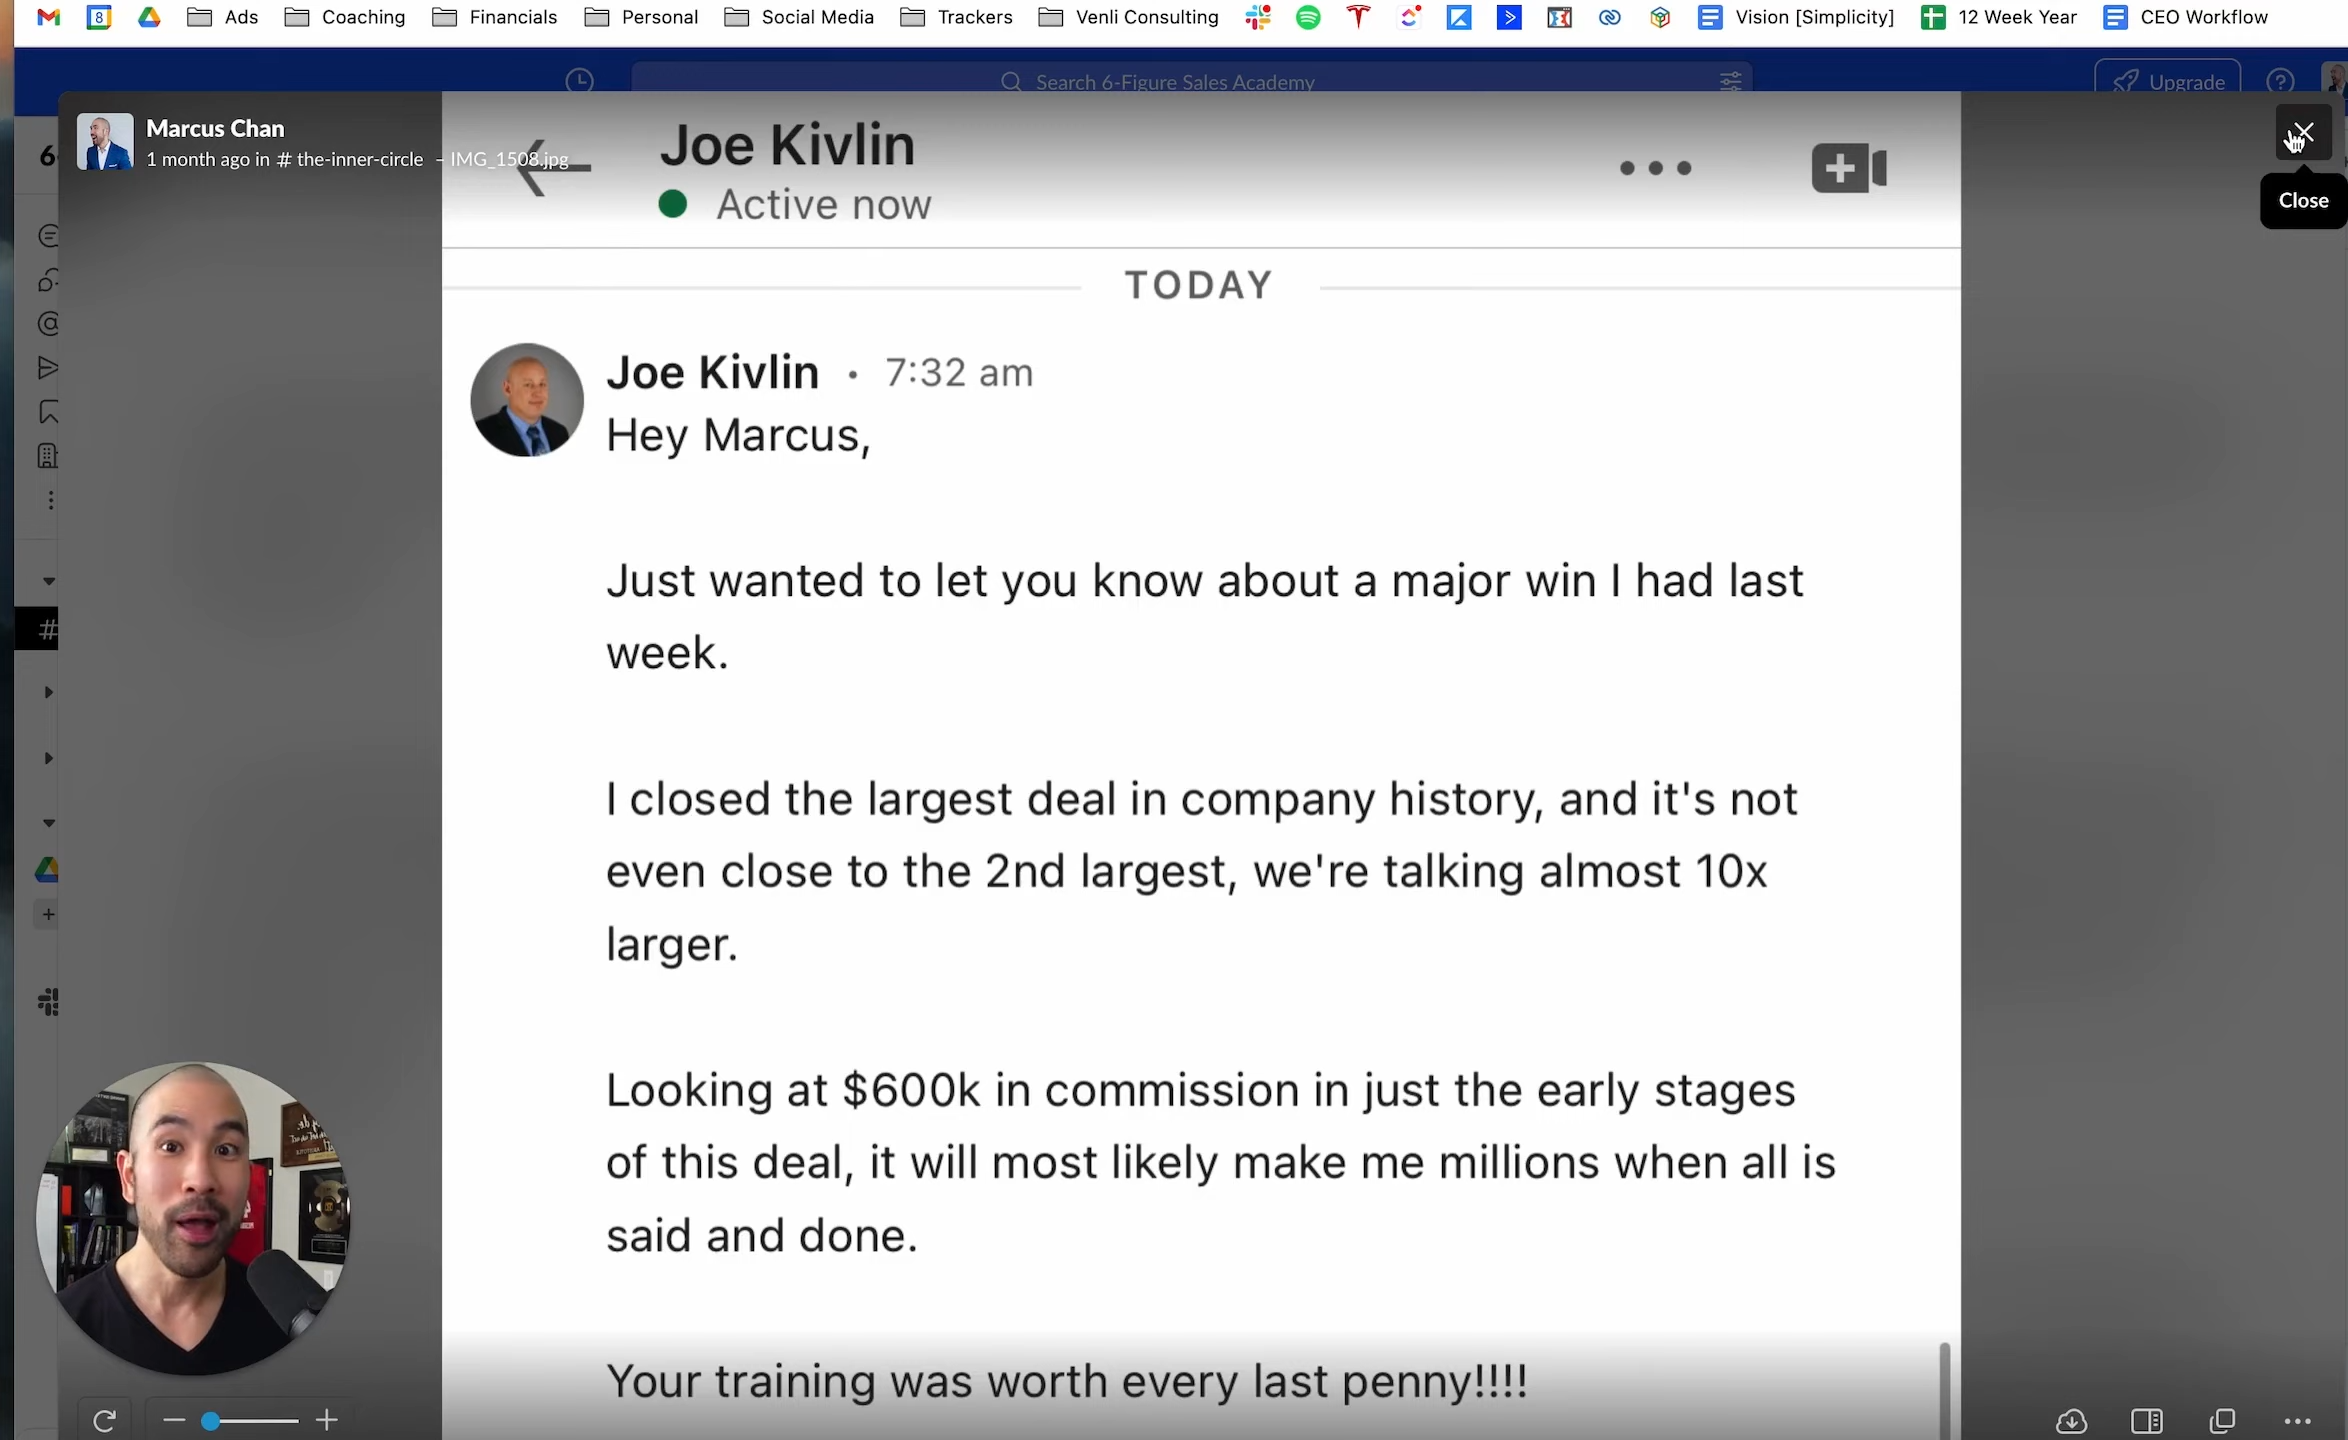 Ads Coaching Financials Personal Social Media Trackers Venli Consulting Vision [Simplicity] 12 Week Year CEO Workflow
Search 6-Figure Sales Academy
Upgrade
Marcus Chan
1 month ago in # the-inner-circle – IMG_1508.jpg
Close
Joe Kivlin
Active now
TODAY
Joe Kivlin • 7:32 am
Hey Marcus,
Just wanted to let you know about a major win I had last
week.
I closed the largest deal in company history, and it's not
even close to the 2nd largest, we're talking almost 10x
larger.
Looking at $600k in commission in just the early stages
of this deal, it will most likely make me millions when all is
said and done.
Your training was worth every last penny!!!!